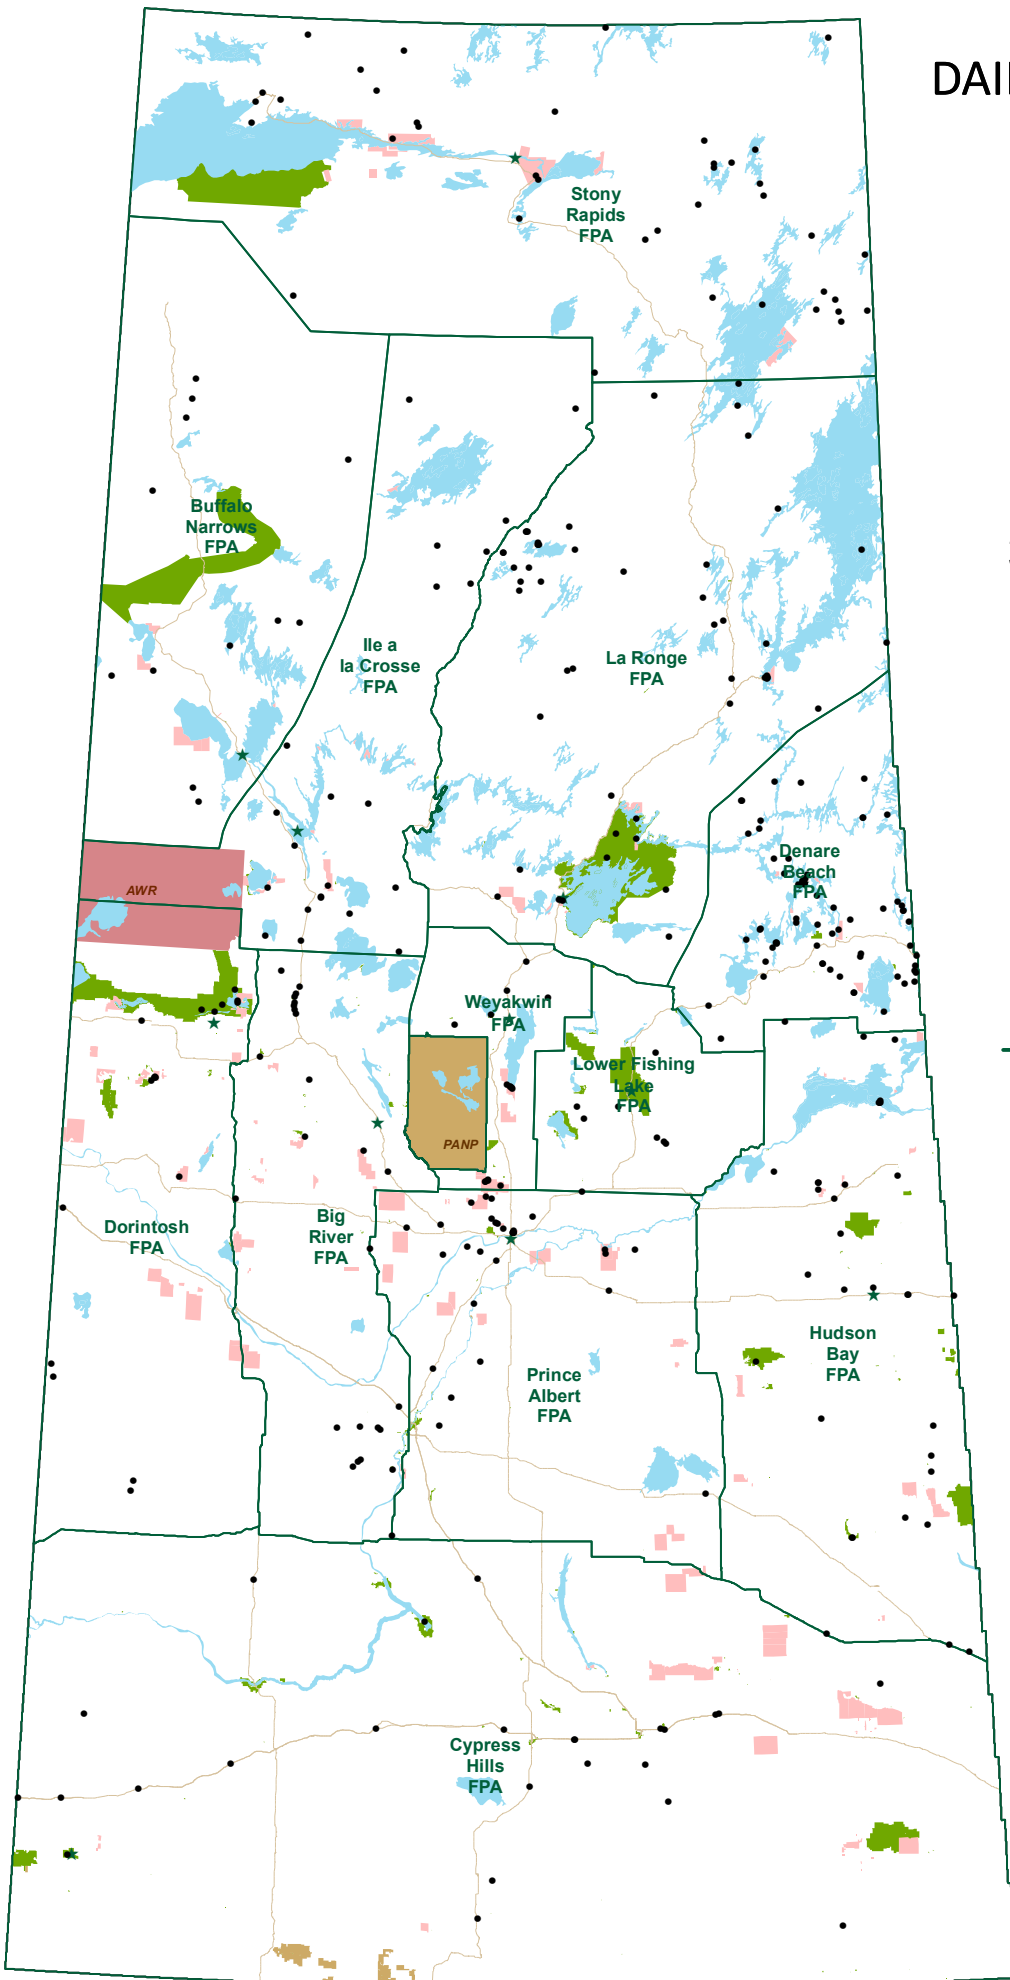 DAI
Stony
Rapids
FPA
Buffalo
Narrows
FPA
Ile a
la Crosse
FPA
La Ronge
FPA
Denare
Beach
FPA
AWR
Weyakwin
FPA
Lower Fishing
Lake
FPA
PANP
Dorintosh
FPA
Big
River
FPA
Hudson
Bay
FPA
Prince
Albert
FPA
Cypress
Hills
FPA